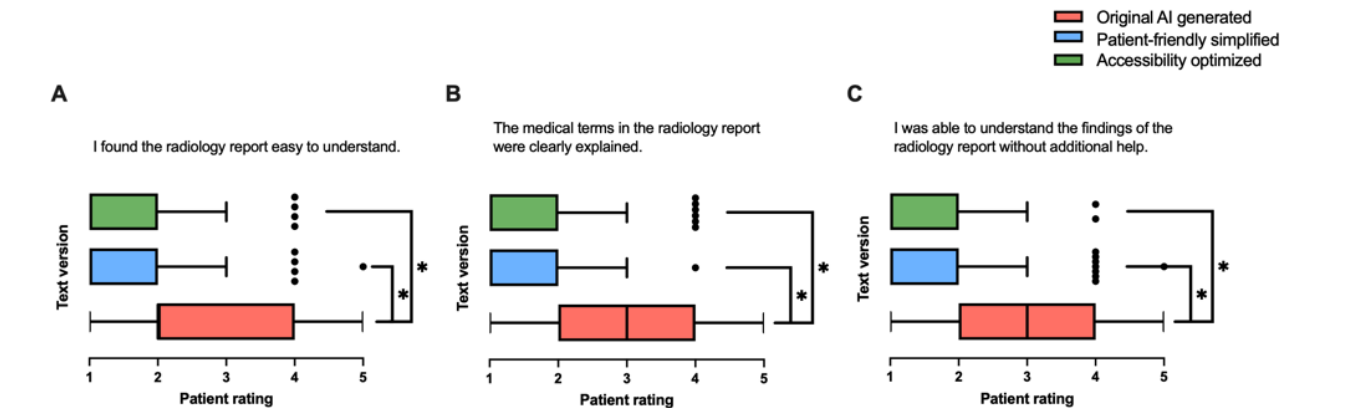 Original AI generated
Patient-friendly simplified
Accessibility optimized
A
I found the radiology report easy to understand.
Text version
*
*
1 2 3 4 5
Patient rating
B
The medical terms in the radiology report
were clearly explained.
Text version
*
*
1 2 3 4 5
Patient rating
C
I was able to understand the findings of the
radiology report without additional help.
Text version
*
*
1 2 3 4 5
Patient rating